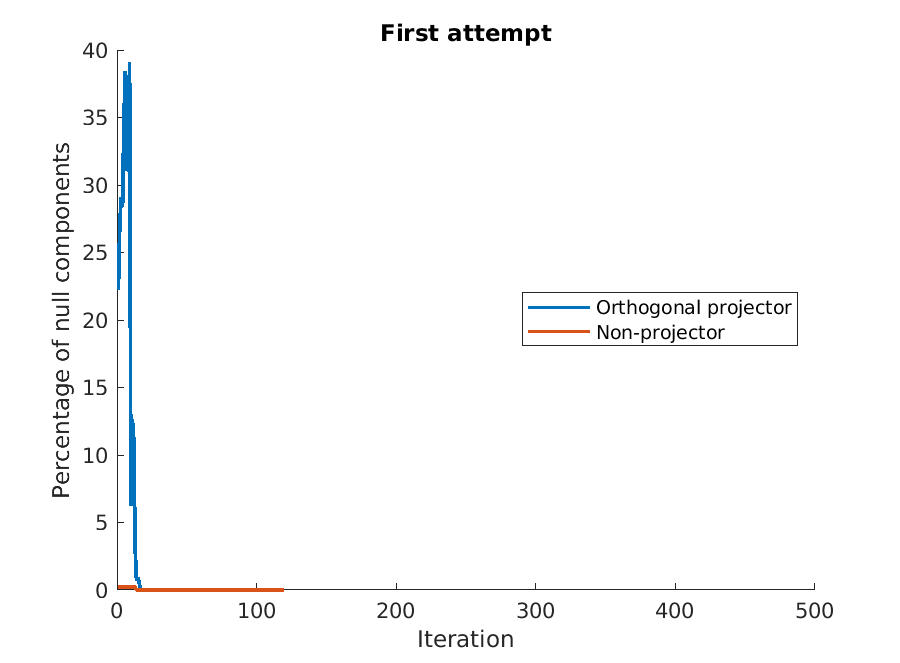 First attempt
40
35
30
25
20
15
10
5
0
Percentage of null components
Orthogonal projector
Non-projector
0 100 200 300 400 500
Iteration